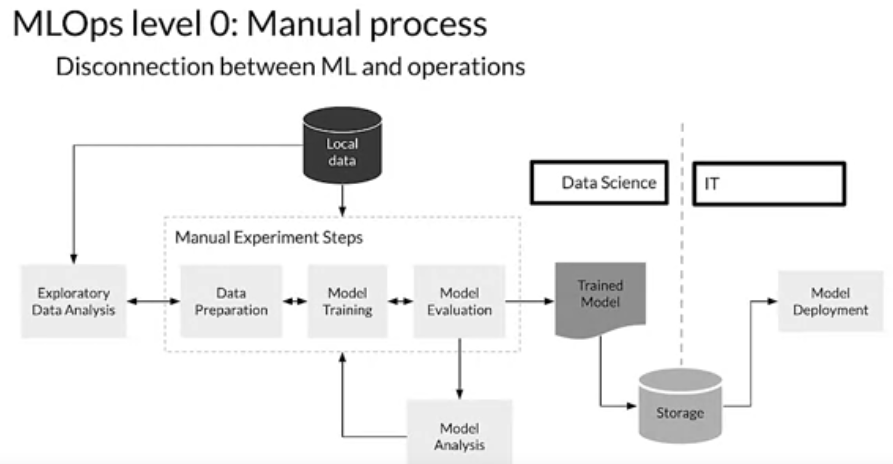 MLOps level 0: Manual process
Disconnection between ML and operations
Local
data
Data Science
IT
Manual Experiment Steps
Exploratory
Data Analysis
Data
Preparation
Model
Training
Model
Evaluation
Trained
Model
Model
Deployment
Storage
Model
Analysis